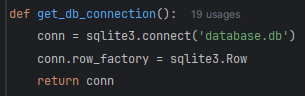 def get_db_connection(): 19 usages
    conn = sqlite3.connect('database.db')
    conn.row_factory = sqlite3.Row
    return conn